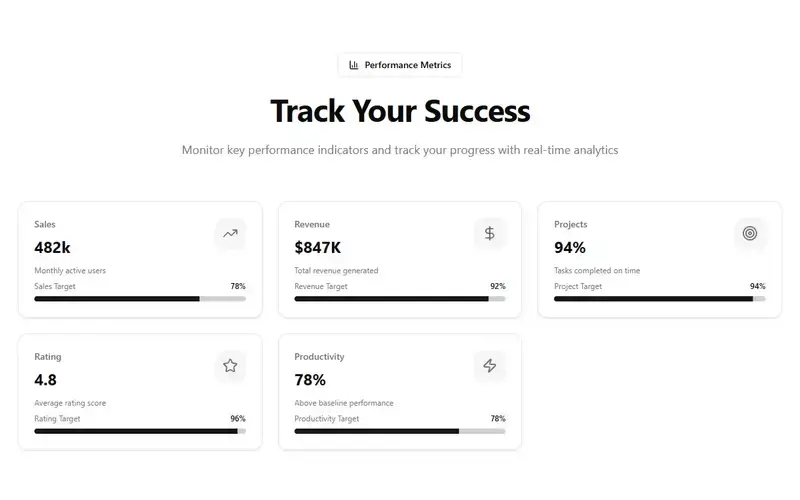 Performance Metrics
Track Your Success
Monitor key performance indicators and track your progress with real-time analytics
Sales
482k
Monthly active users
Sales Target 78%
Revenue
$847K
Total revenue generated
Revenue Target 92%
Projects
94%
Tasks completed on time
Project Target 94%
Rating
4.8
Average rating score
Rating Target 96%
Productivity
78%
Above baseline performance
Productivity Target 78%